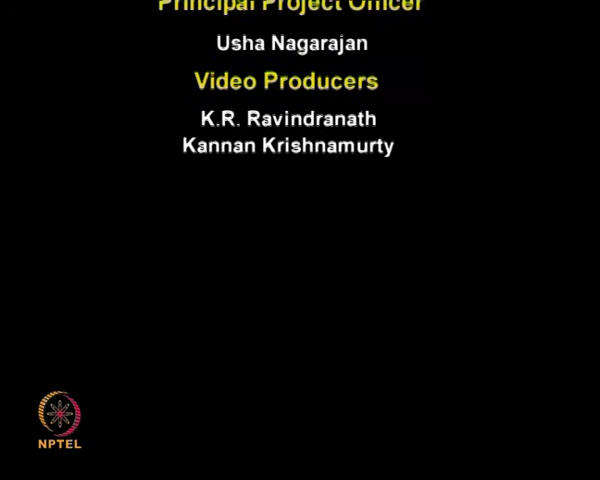 Principal Project Officer
Usha Nagarajan
Video Producers
K.R. Ravindranath
Kannan Krishnamurty
NPTEL